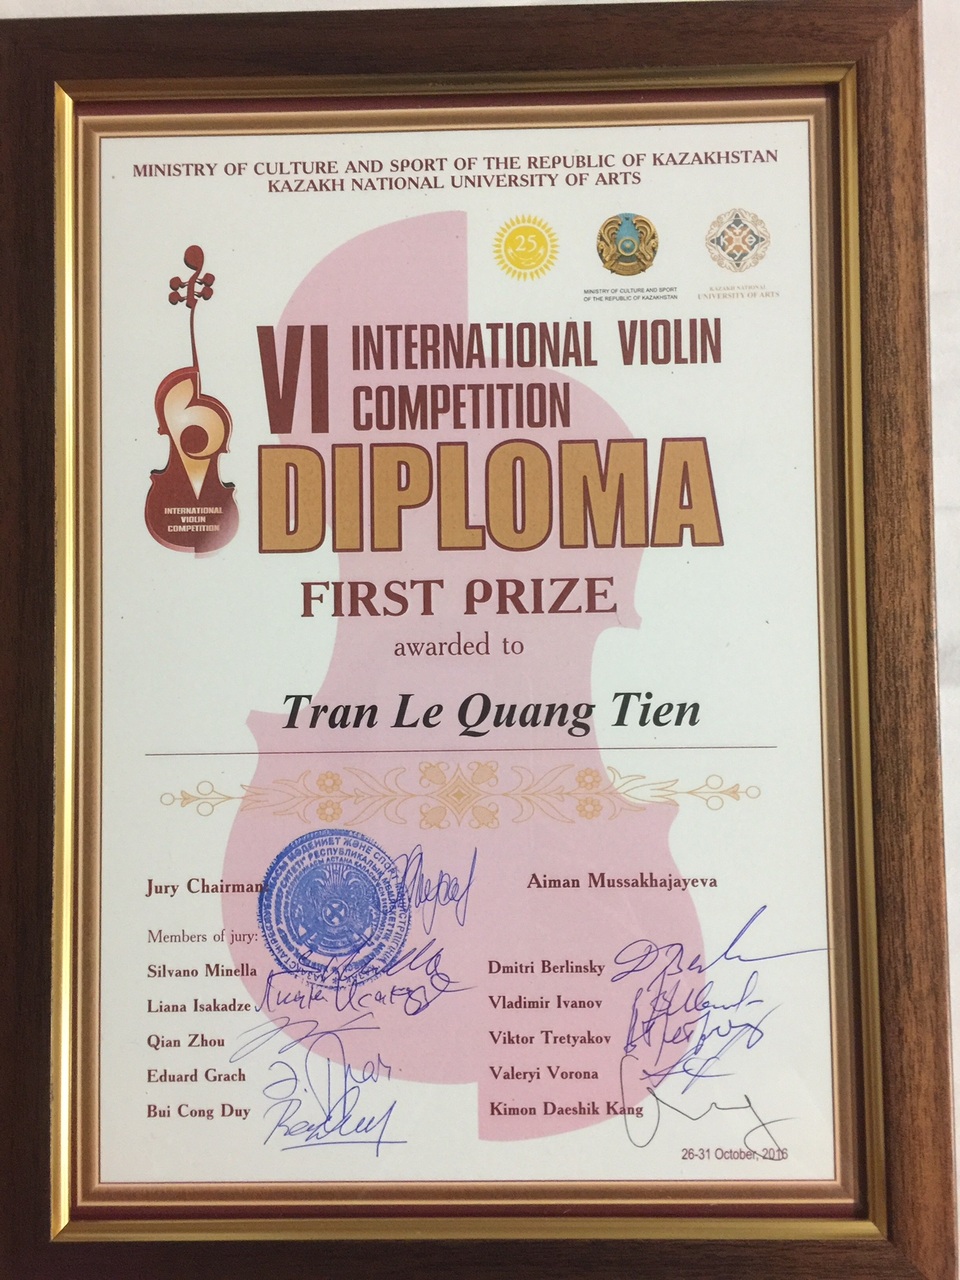 MINISTRY OF CULTURE AND SPORT OF THE REPUBLIC OF KAZAKHSTAN
KAZAKH NATIONAL UNIVERSITY OF ARTS
25
MINISTRY OF CULTURE AND SPORT
OF THE REPUBLIC OF KAZAKHSTAN
KAZAKH NATIONAL
UNIVERSITY OF ARTS
VI INTERNATIONAL VIOLIN
COMPETITION
6
INTERNATIONAL
VIOLIN
COMPETITION
DIPLOMA
FIRST PRIZE
awarded to
Tran Le Quang Tien
Jury Chairman
Aiman Mussakhajayeva
Members of jury:
Silvano Minella
Dmitri Berlinsky
Liana Isakadze
Vladimir Ivanov
Qian Zhou
Viktor Tretyakov
Eduard Grach
Valeryi Vorona
Bui Cong Duy
Kimon Daeshik Kang
26-31 October, 2016